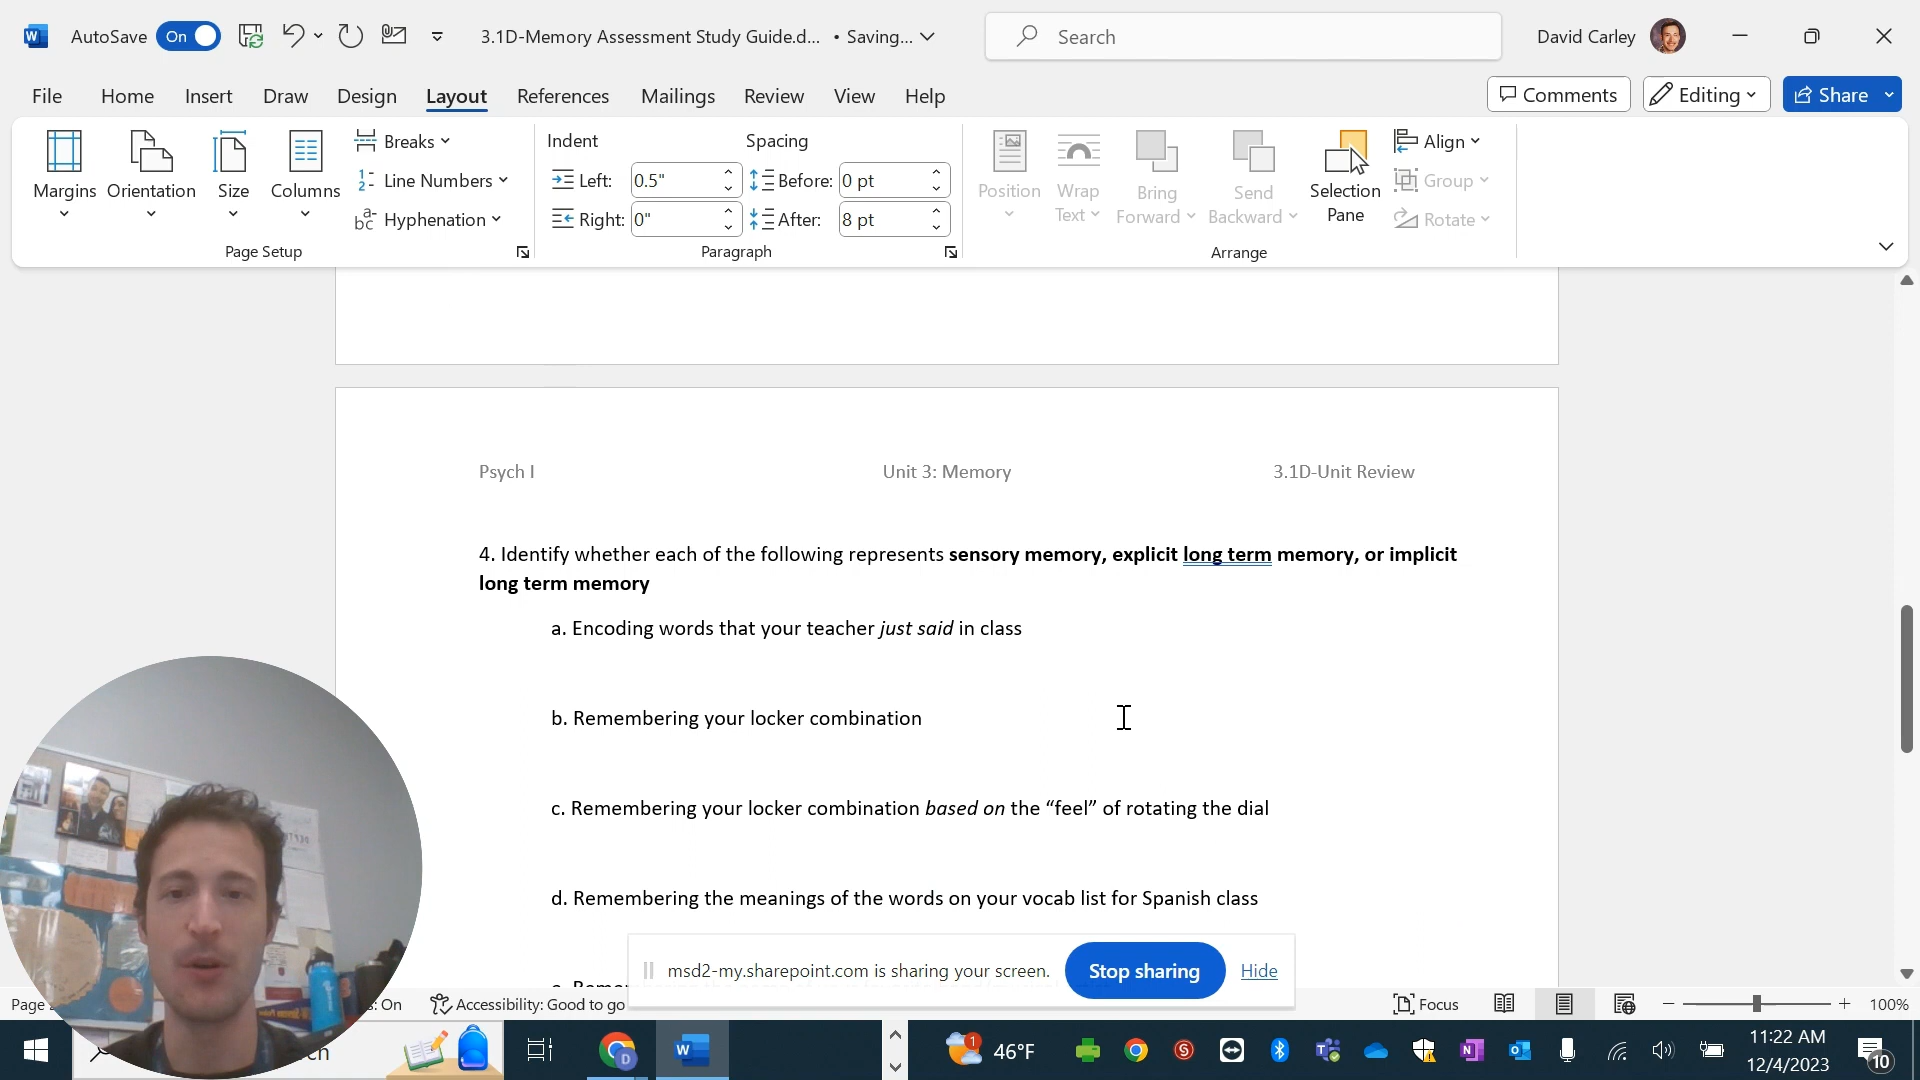 AutoSave On 3.1D-Memory Assessment Study Guide.d... • Saving... Search David Carley
File Home Insert Draw Design Layout References Mailings Review View Help Comments Editing Share
Margins Orientation Size Columns
Breaks
Line Numbers
Hyphenation
Page Setup
Indent Spacing
Left: 0.5" Before: 0 pt
Right: 0" After: 8 pt
Paragraph
Position Wrap Text Bring Forward Send Backward Selection Pane
Align
Group
Rotate
Arrange
Psych I Unit 3: Memory 3.1D-Unit Review
4. Identify whether each of the following represents sensory memory, explicit long term memory, or implicit
long term memory
a. Encoding words that your teacher just said in class
b. Remembering your locker combination
c. Remembering your locker combination based on the “feel” of rotating the dial
d. Remembering the meanings of the words on your vocab list for Spanish class
msd2-my.sharepoint.com is sharing your screen. Stop sharing Hide
Page On Accessibility: Good to go Focus 100%
46°F 11:22 AM
12/4/2023 10